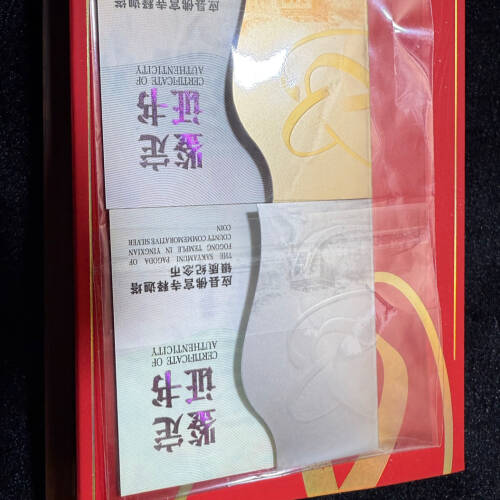 鉴定
证书
CERTIFICATE OF
AUTHENTICITY
应县佛宫寺释迦塔
银质纪念币
THE SAKYAMUNI PAGODA OF
FOGONG TEMPLE IN YINGXIAN
COUNTY COMMEMORATIVE SILVER
COIN
鉴定
证书
CERTIFICATE OF
AUTHENTICITY
应县佛宫寺释迦塔